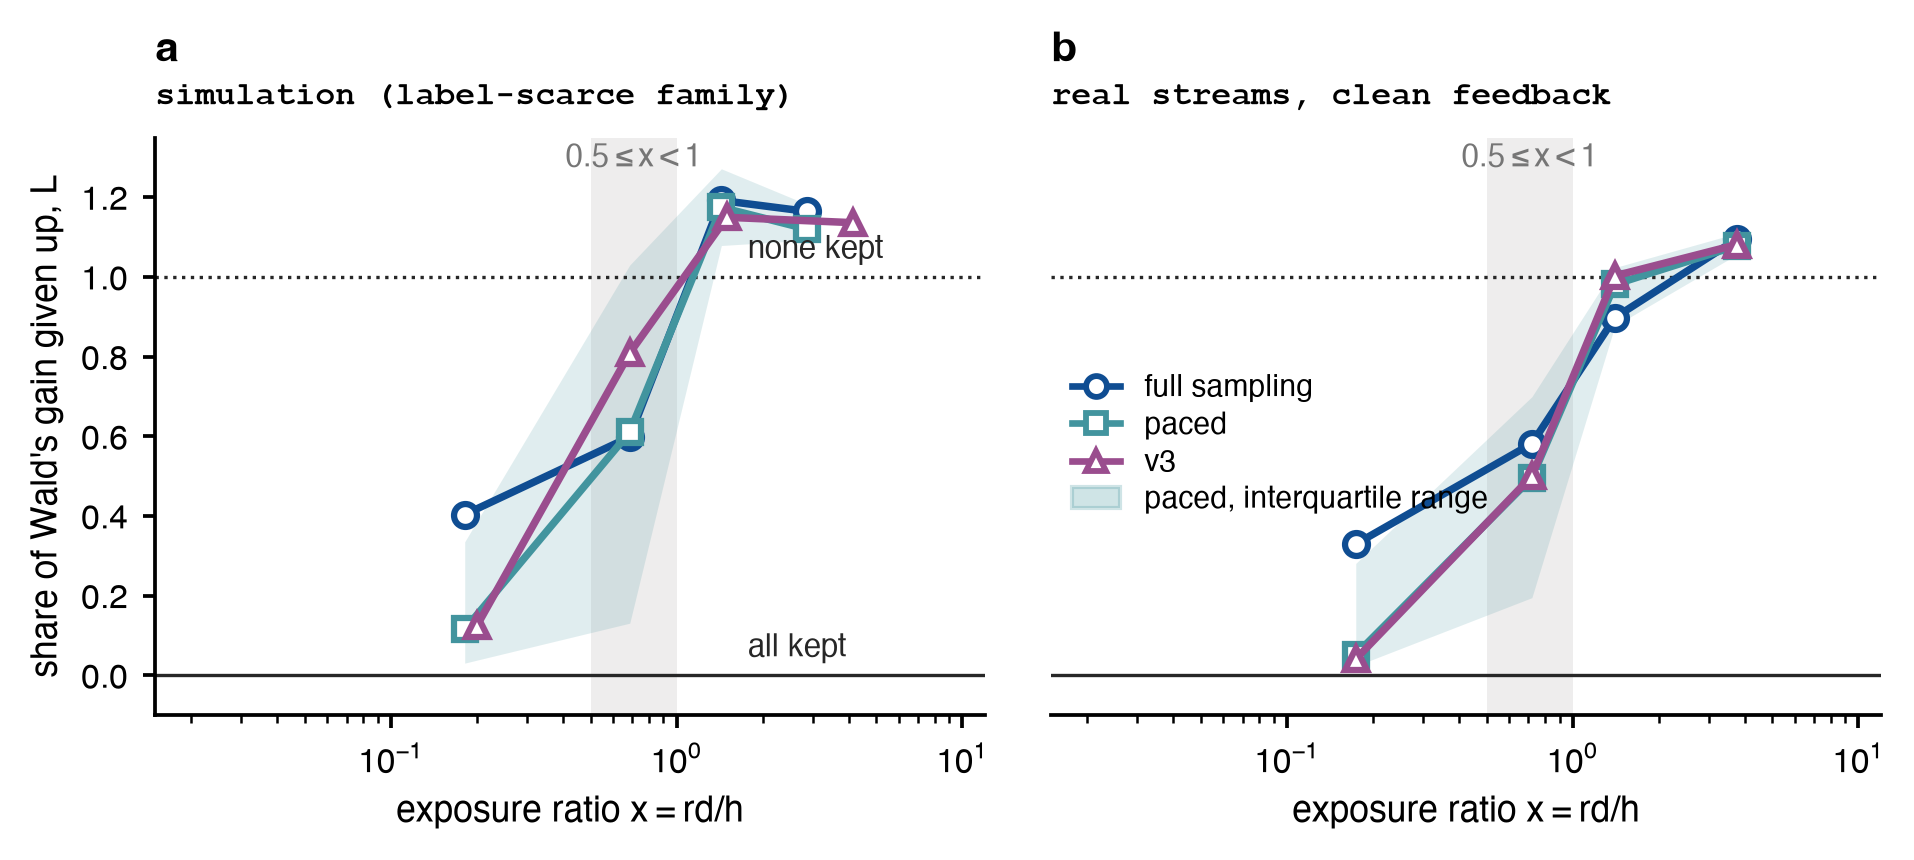 a
simulation (label-scarce family)
0.5 ≤ x < 1
share of Wald's gain given up, L
1.2
1.0
0.8
0.6
0.4
0.2
0.0
none kept
all kept
10⁻¹
10⁰
10¹
exposure ratio x = rd/h
b
real streams, clean feedback
0.5 ≤ x < 1
full sampling
paced
v3
paced, interquartile range
10⁻¹
10⁰
10¹
exposure ratio x = rd/h